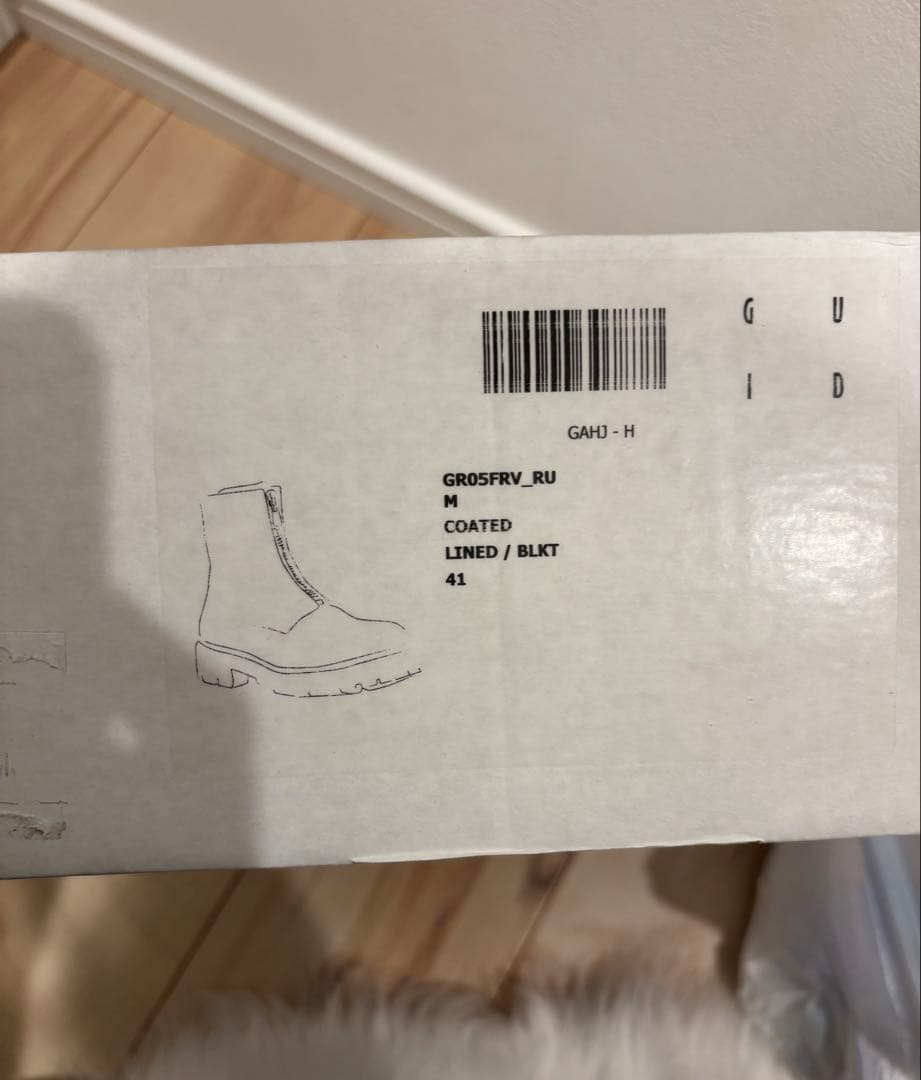 G U
I D
GAHJ - H
GR05FRV_RU
M
COATED
LINED / BLKT
41